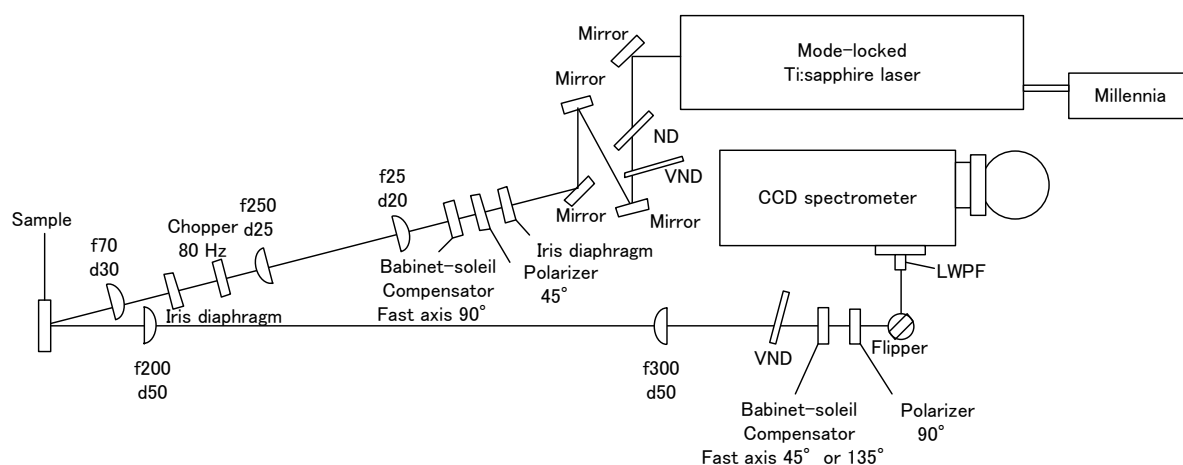 Mirror
Mode-locked
Ti:sapphire laser
Millennia
Mirror
ND
VND
Mirror
Mirror
CCD spectrometer
LWPF
Flipper
f25
d20
f250
d25
Chopper
80 Hz
Sample
f70
d30
Iris diaphragm
Polarizer
45°
Babinet-soleil
Compensator
Fast axis 90°
Iris diaphragm
f200
d50
f300
d50
VND
Babinet-soleil
Compensator
Fast axis 45° or 135°
Polarizer
90°